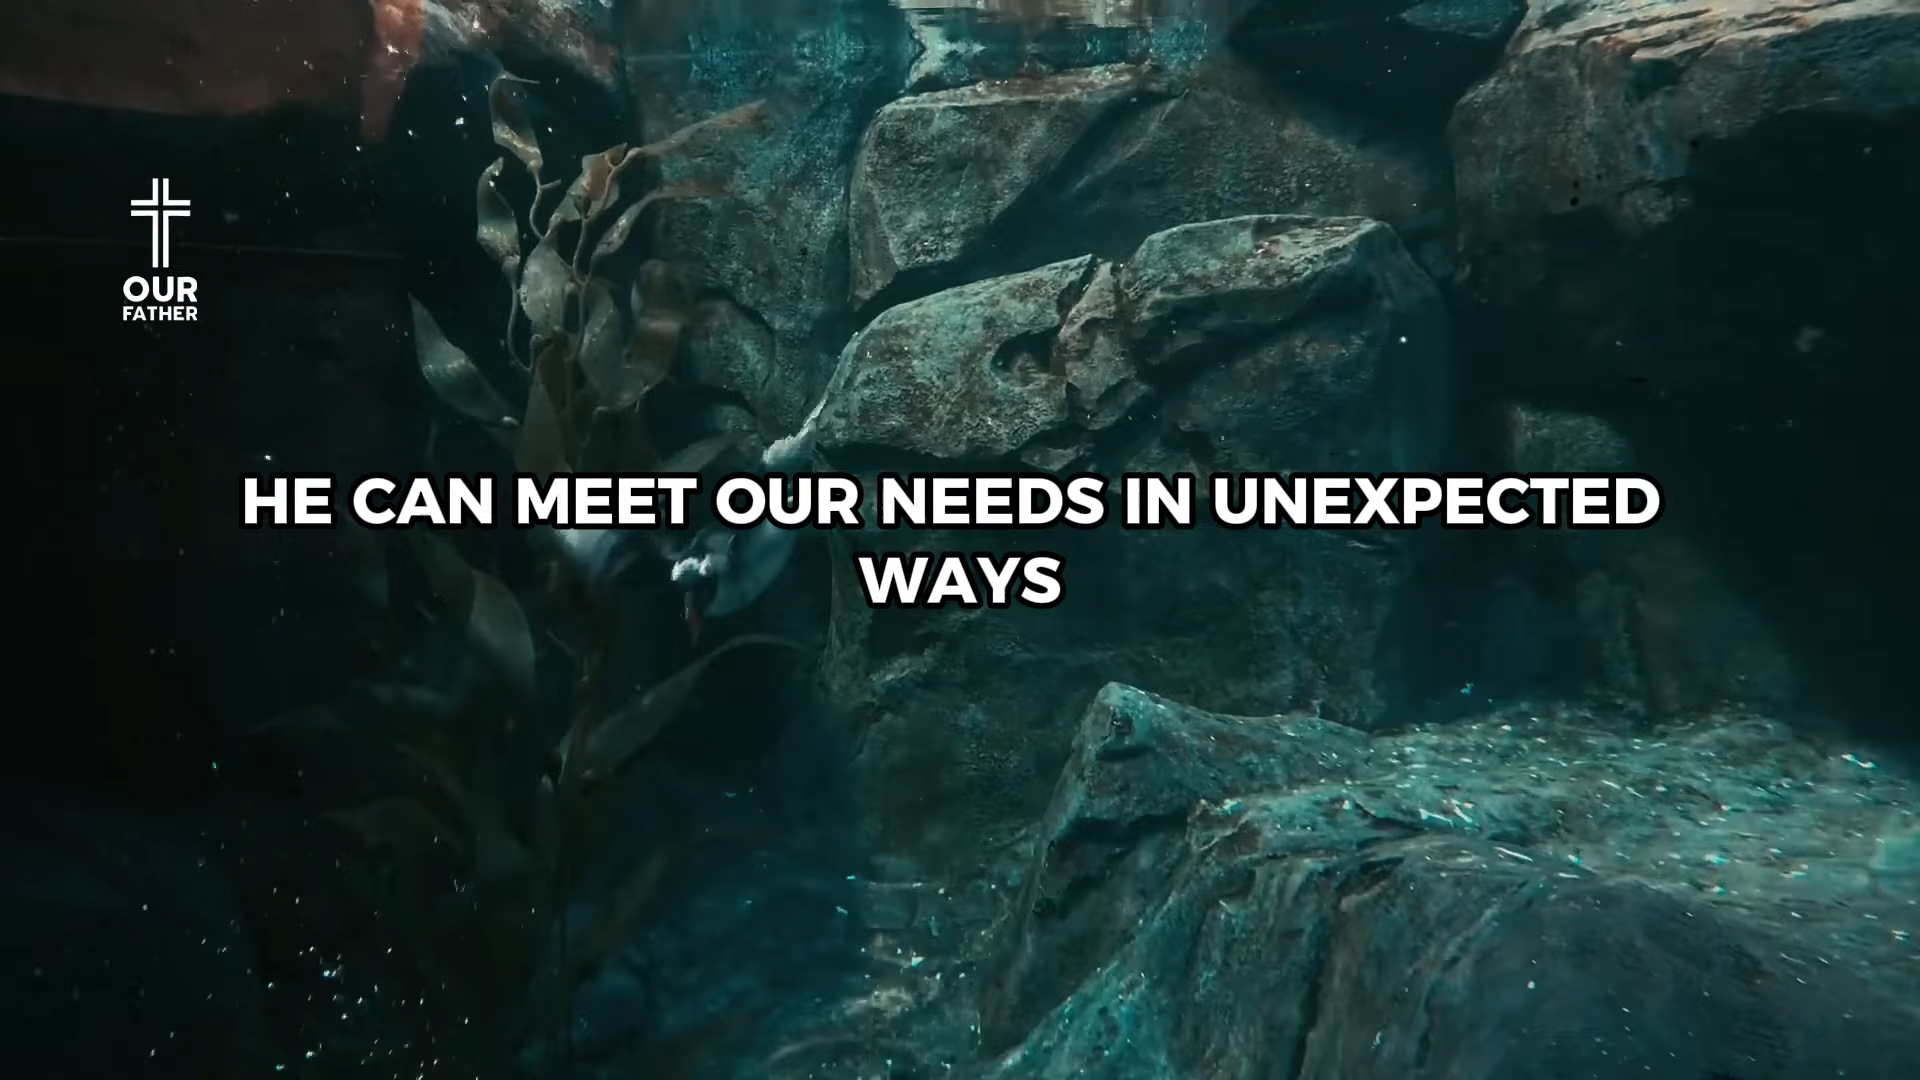 OUR
FATHER
HE CAN MEET OUR NEEDS IN UNEXPECTED
WAYS